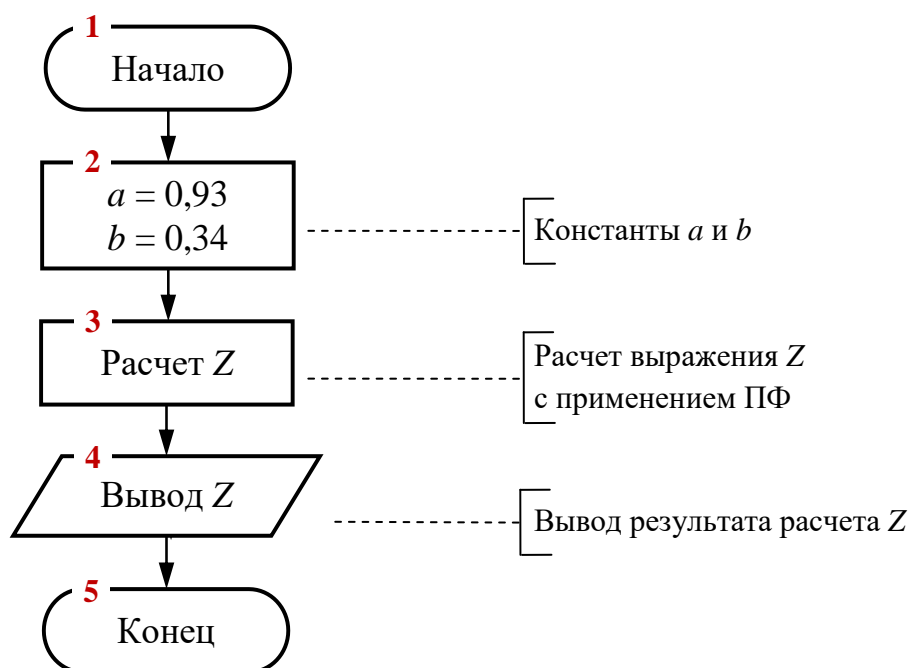 1
Начало
2
a = 0,93
b = 0,34
Константы a и b
3
Расчет Z
Расчет выражения Z
с применением ПФ
4
Вывод Z
Вывод результата расчета Z
5
Конец